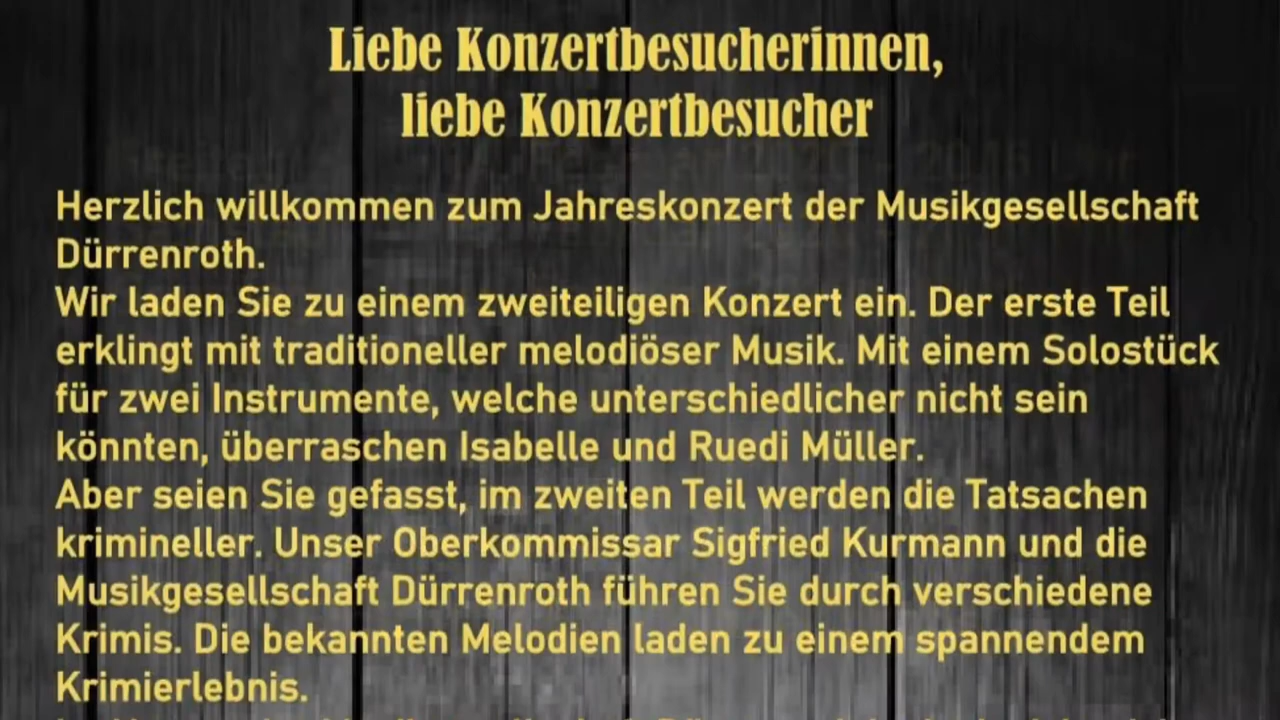 Liebe Konzertbesucherinnen,
liebe Konzertbesucher
Herzlich willkommen zum Jahreskonzert der Musikgesellschaft
Dürrenroth.
Wir laden Sie zu einem zweiteiligen Konzert ein. Der erste Teil
erklingt mit traditioneller melodiöser Musik. Mit einem Solostück
für zwei Instrumente, welche unterschiedlicher nicht sein
könnten, überraschen Isabelle und Ruedi Müller.
Aber seien Sie gefasst, im zweiten Teil werden die Tatsachen
krimineller. Unser Oberkommissar Sigfried Kurmann und die
Musikgesellschaft Dürrenroth führen Sie durch verschiedene
Krimis. Die bekannten Melodien laden zu einem spannendem
Krimierlebnis.